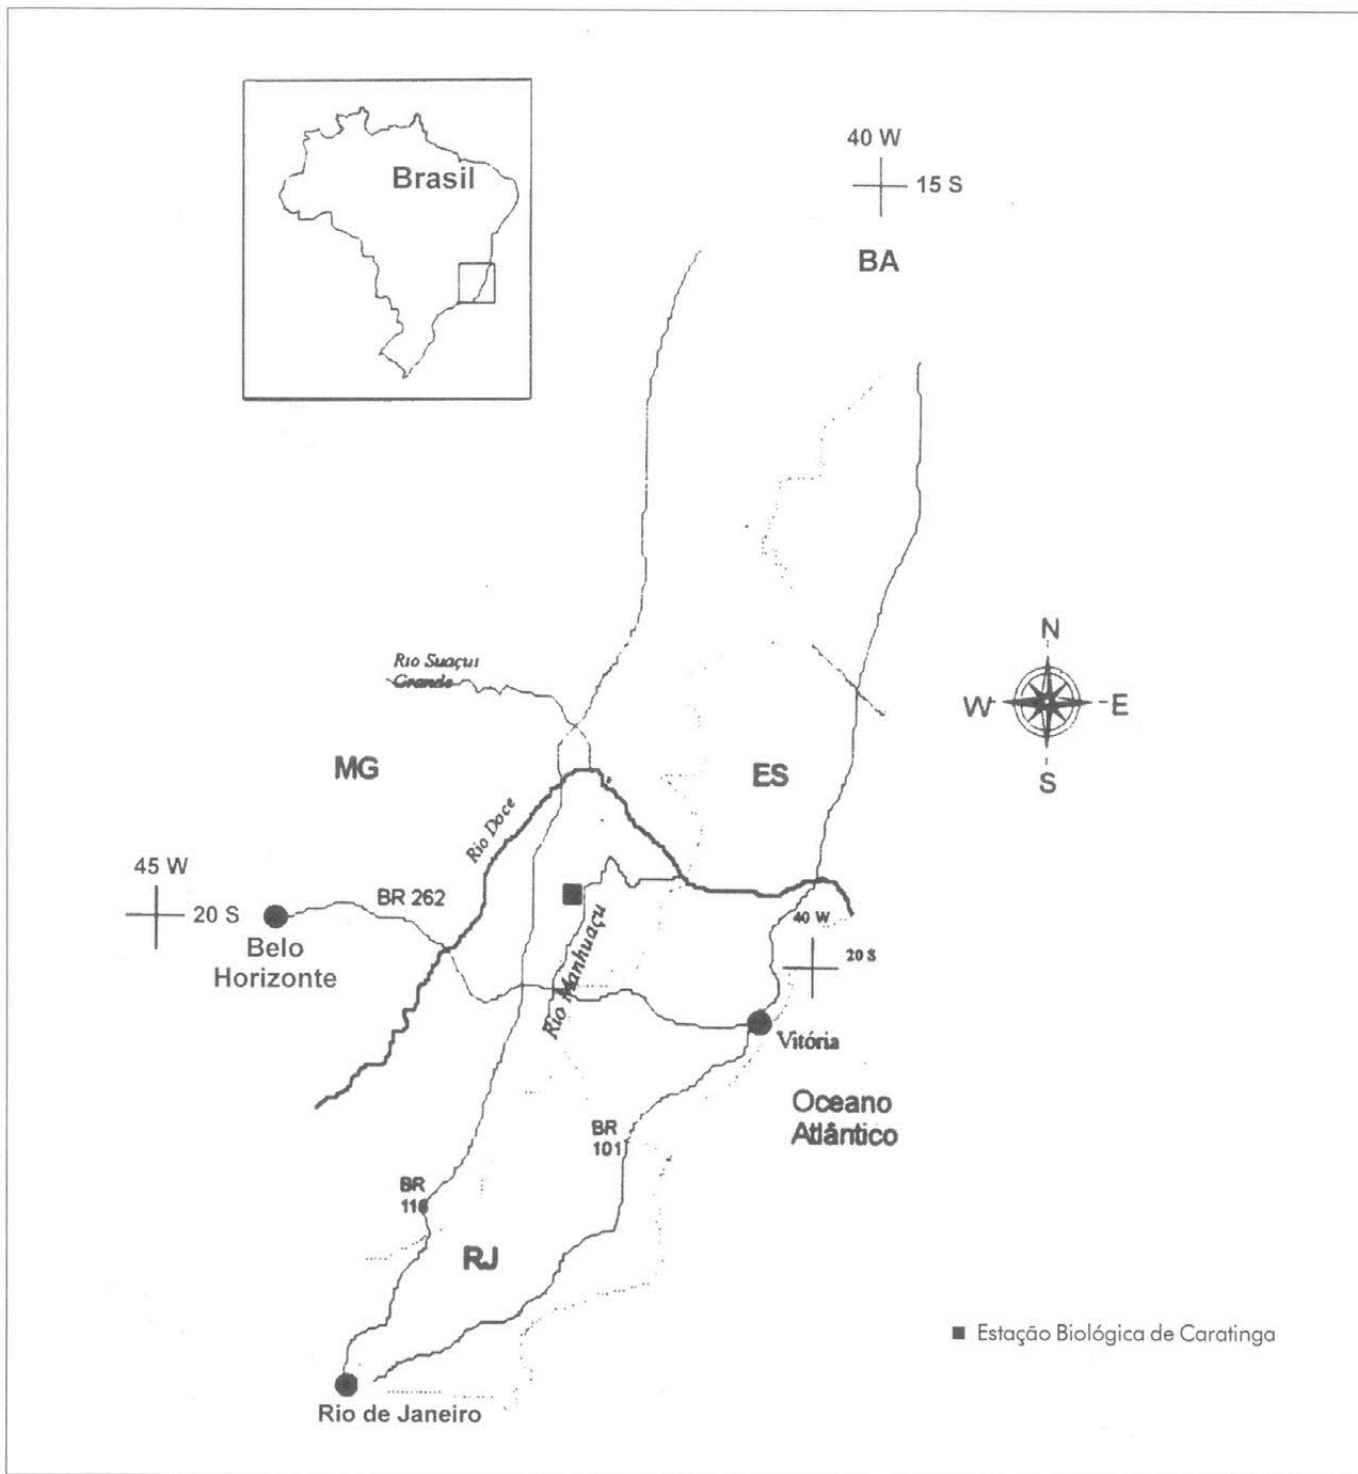 Brasil
40 W
15 S
BA
N
W
E
S
Rio Suaçui
Grande
MG
ES
Rio Doce
45 W
20 S
BR 262
Belo
Horizonte
Rio Manhuaçu
40 W
20 S
Vitória
Oceano
Atlântico
BR
101
BR
116
RJ
Estação Biológica de Caratinga
Rio de Janeiro